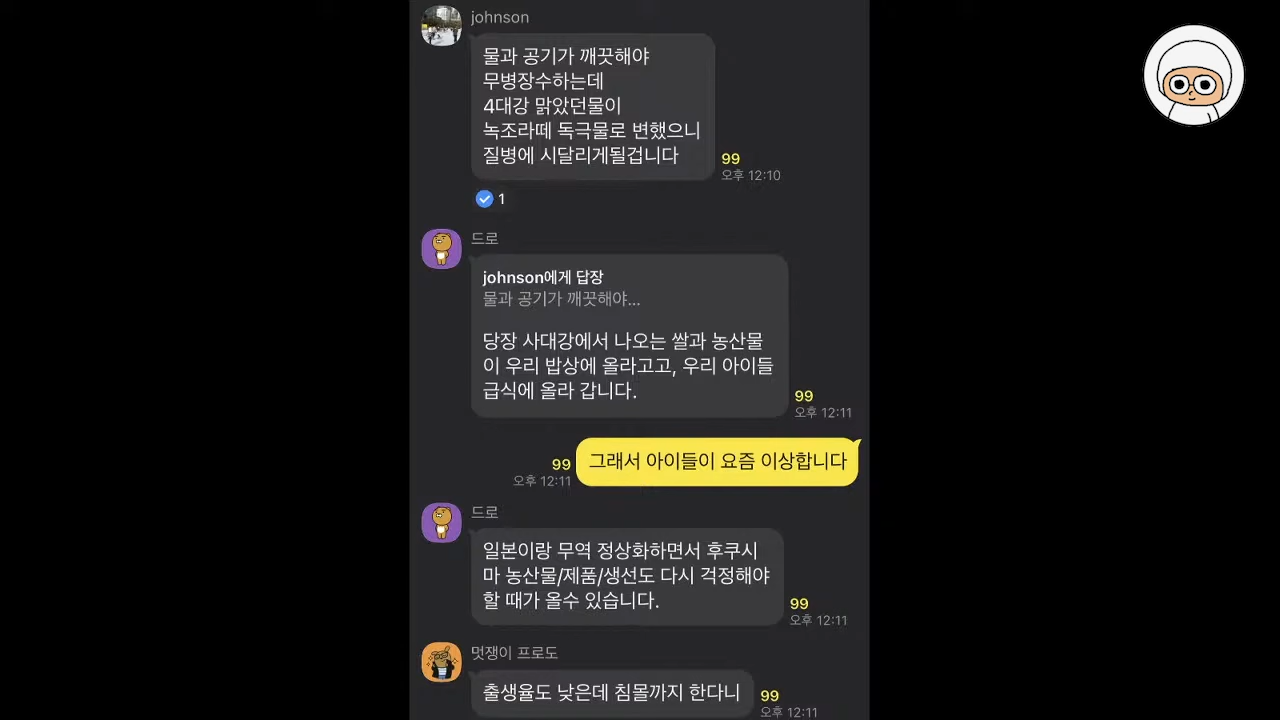 johnson
물과 공기가 깨끗해야
무병장수하는데
4대강 맑았던물이
녹조라떼 독극물로 변했으니
질병에 시달리게될겁니다
99
오후 12:10
1
드로
johnson에게 답장
물과 공기가 깨끗해야...
당장 사대강에서 나오는 쌀과 농산물
이 우리 밥상에 올라고고, 우리 아이들
급식에 올라 갑니다.
99
오후 12:11
그래서 아이들이 요즘 이상합니다
99
오후 12:11
드로
일본이랑 무역 정상화하면서 후쿠시
마 농산물/제품/생선도 다시 걱정해야
할 때가 올수 있습니다.
99
오후 12:11
멋쟁이 프로도
출생율도 낮은데 침몰까지 한다니
99
오후 12:11